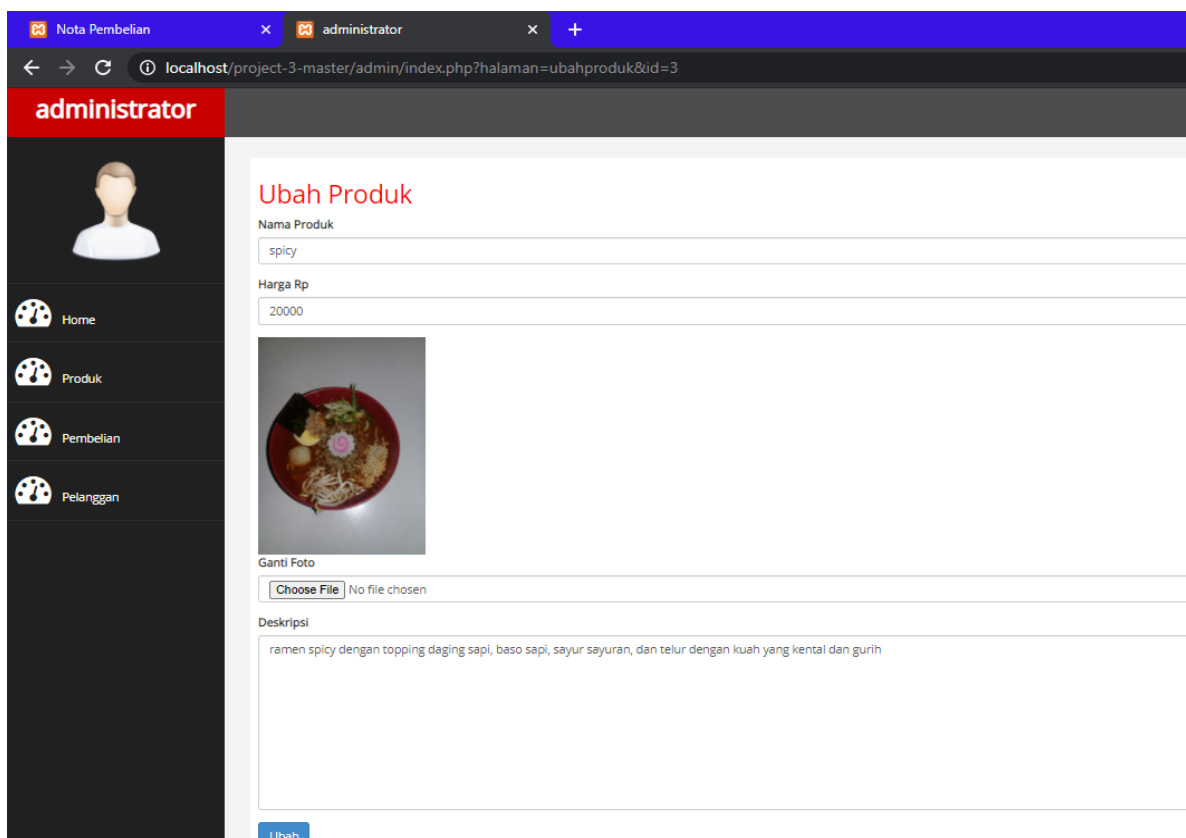 Nota Pembelian
administrator
localhost/project-3-master/admin/index.php?halaman=ubahproduk&id=3
administrator
Home
Produk
Pembelian
Pelanggan
Ubah Produk
Nama Produk
spicy
Harga Rp
20000
Ganti Foto
Choose File No file chosen
Deskripsi
ramen spicy dengan topping daging sapi, baso sapi, sayur sayuran, dan telur dengan kuah yang kental dan gurih
Ubah